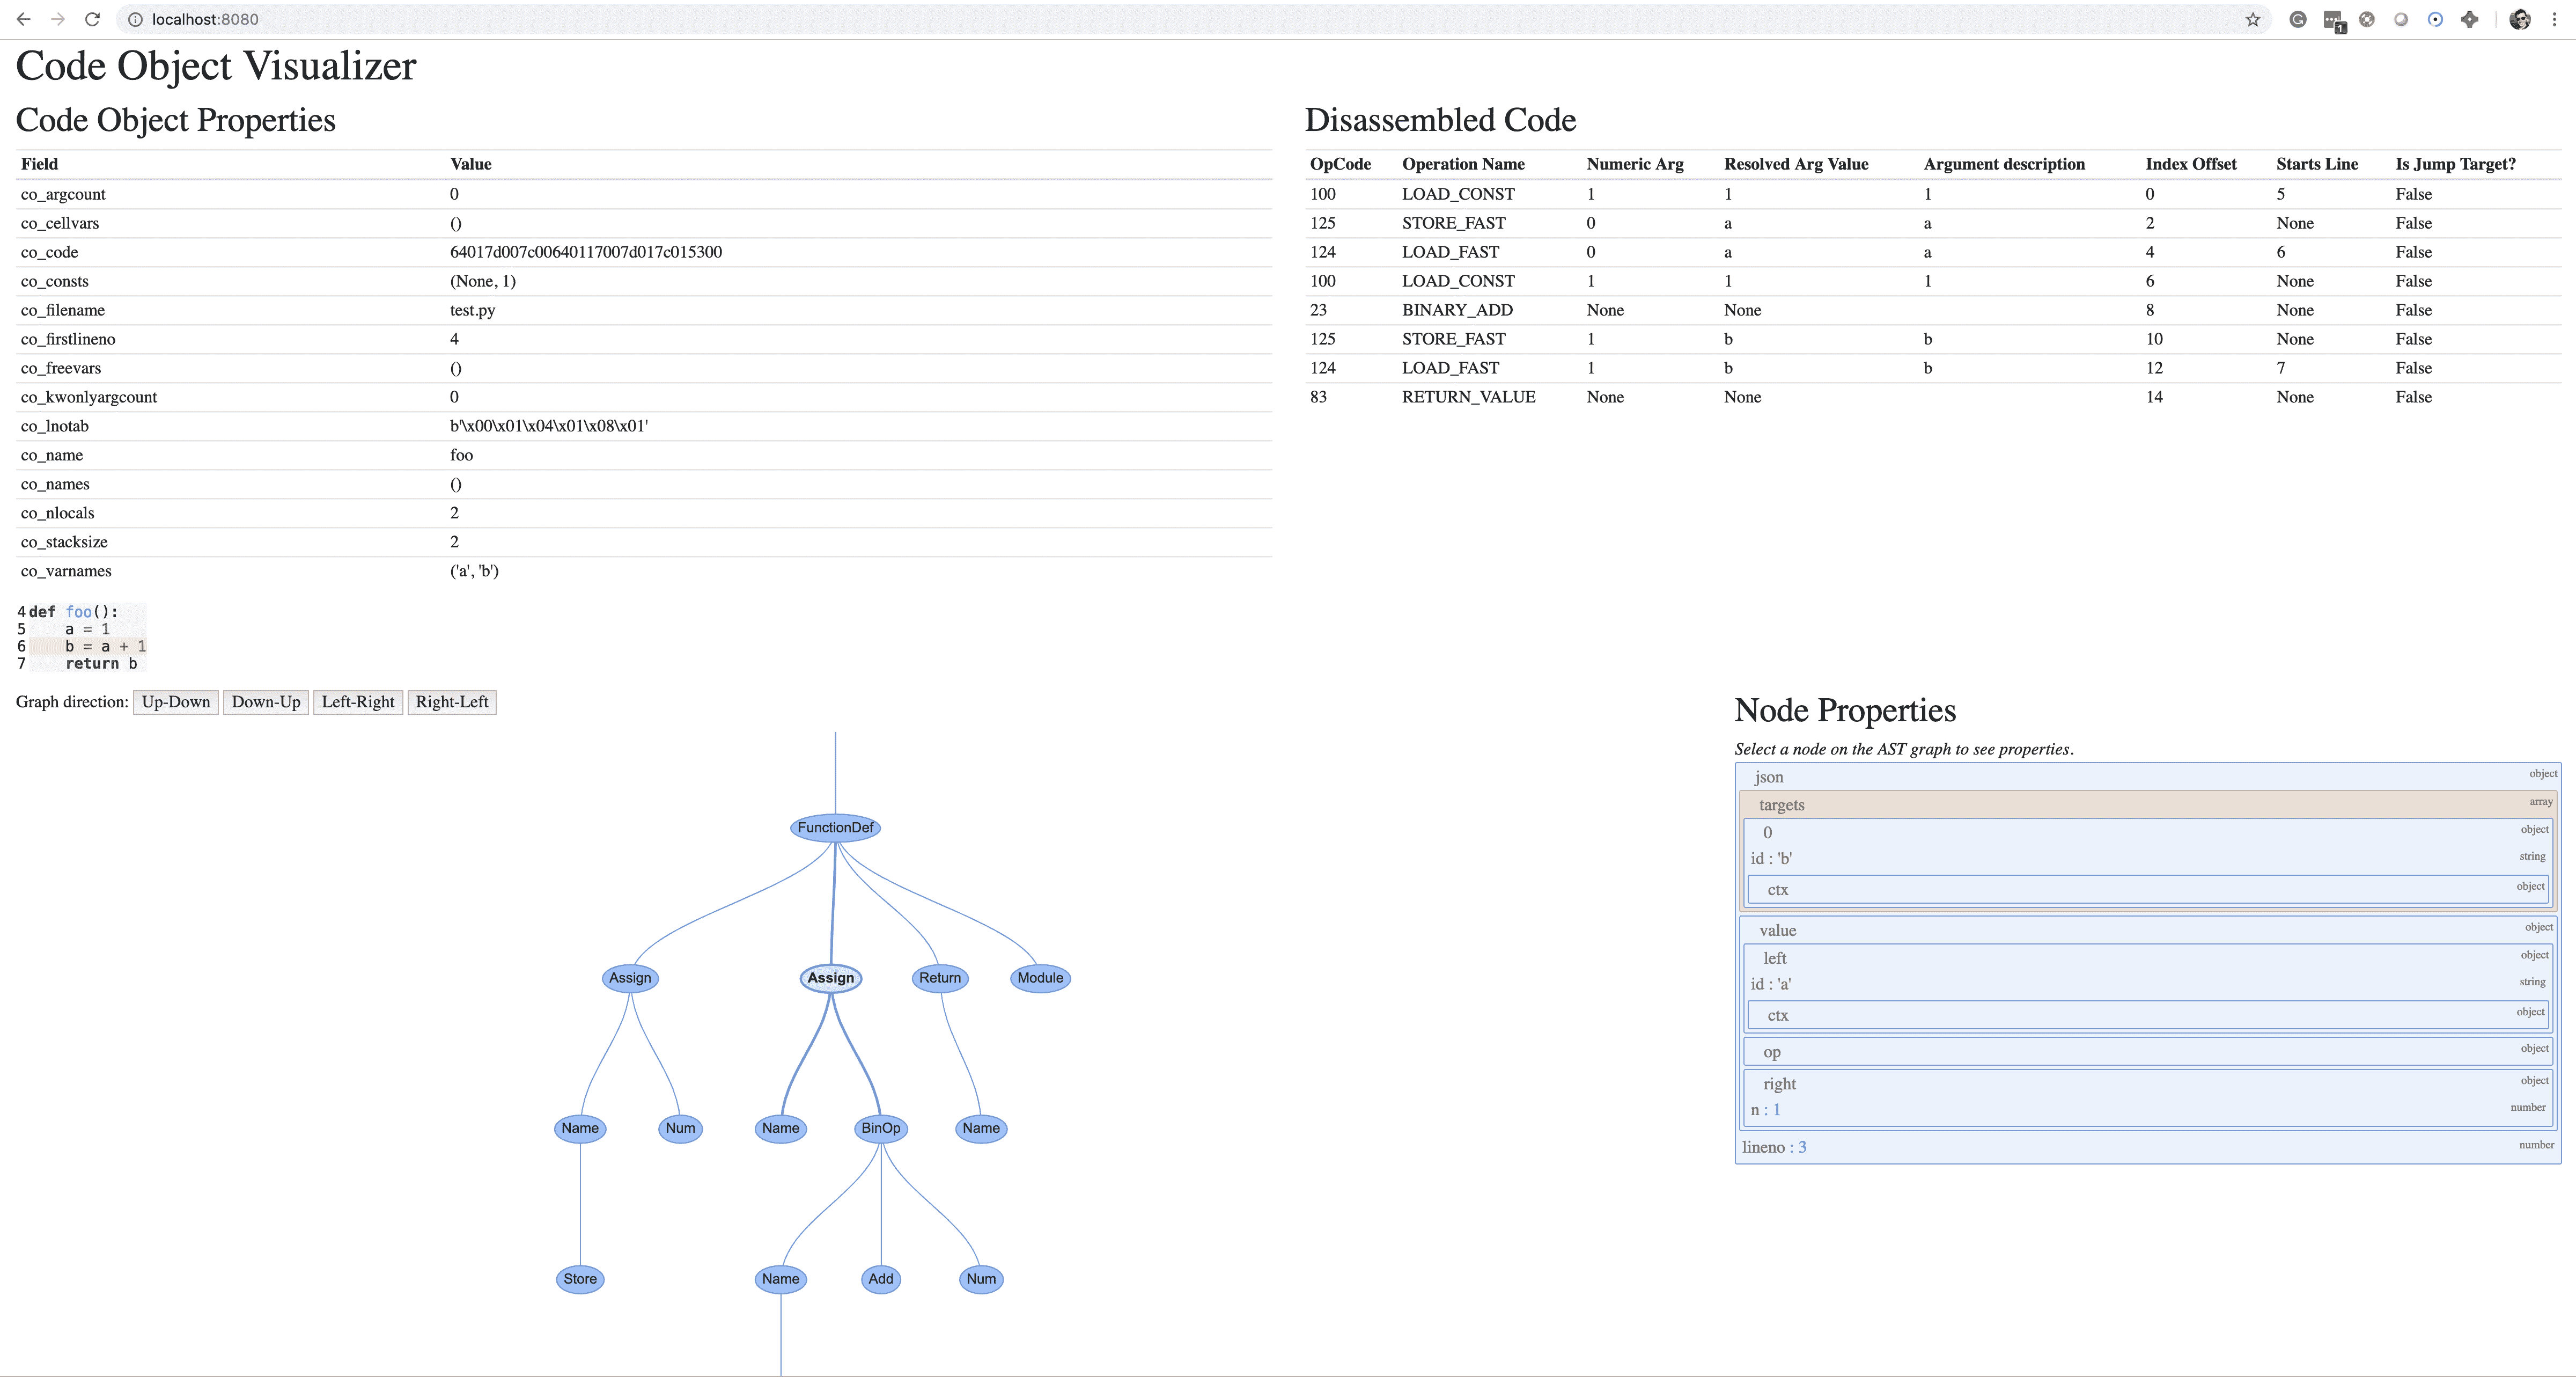 localhost:8080
1
Code Object Visualizer
Code Object Properties
Field Value
co_argcount 0
co_cellvars ()
co_code 64017d007c00640117007d017c015300
co_consts (None, 1)
co_filename test.py
co_firstlineno 4
co_freevars ()
co_kwonlyargcount 0
co_lnotab b'\x00\x01\x04\x01\x08\x01'
co_name foo
co_names ()
co_nlocals 2
co_stacksize 2
co_varnames ('a', 'b')
Disassembled Code
OpCode Operation Name Numeric Arg Resolved Arg Value Argument description Index Offset Starts Line Is Jump Target?
100 LOAD_CONST 1 1 1 0 5 False
125 STORE_FAST 0 a a 2 None False
124 LOAD_FAST 0 a a 4 6 False
100 LOAD_CONST 1 1 1 6 None False
23 BINARY_ADD None None 8 None False
125 STORE_FAST 1 b b 10 None False
124 LOAD_FAST 1 b b 12 7 False
83 RETURN_VALUE None None 14 None False
4 def foo():
5 a = 1
6 b = a + 1
7 return b
Graph direction: Up-Down Down-Up Left-Right Right-Left
FunctionDef
Assign Assign Return Module
Name Num Name BinOp Name
Store Name Add Num
Node Properties
Select a node on the AST graph to see properties.
json object
targets array
0 object
id : 'b' string
ctx object
value object
left object
id : 'a' string
ctx object
op object
right object
n : 1 number
lineno : 3 number